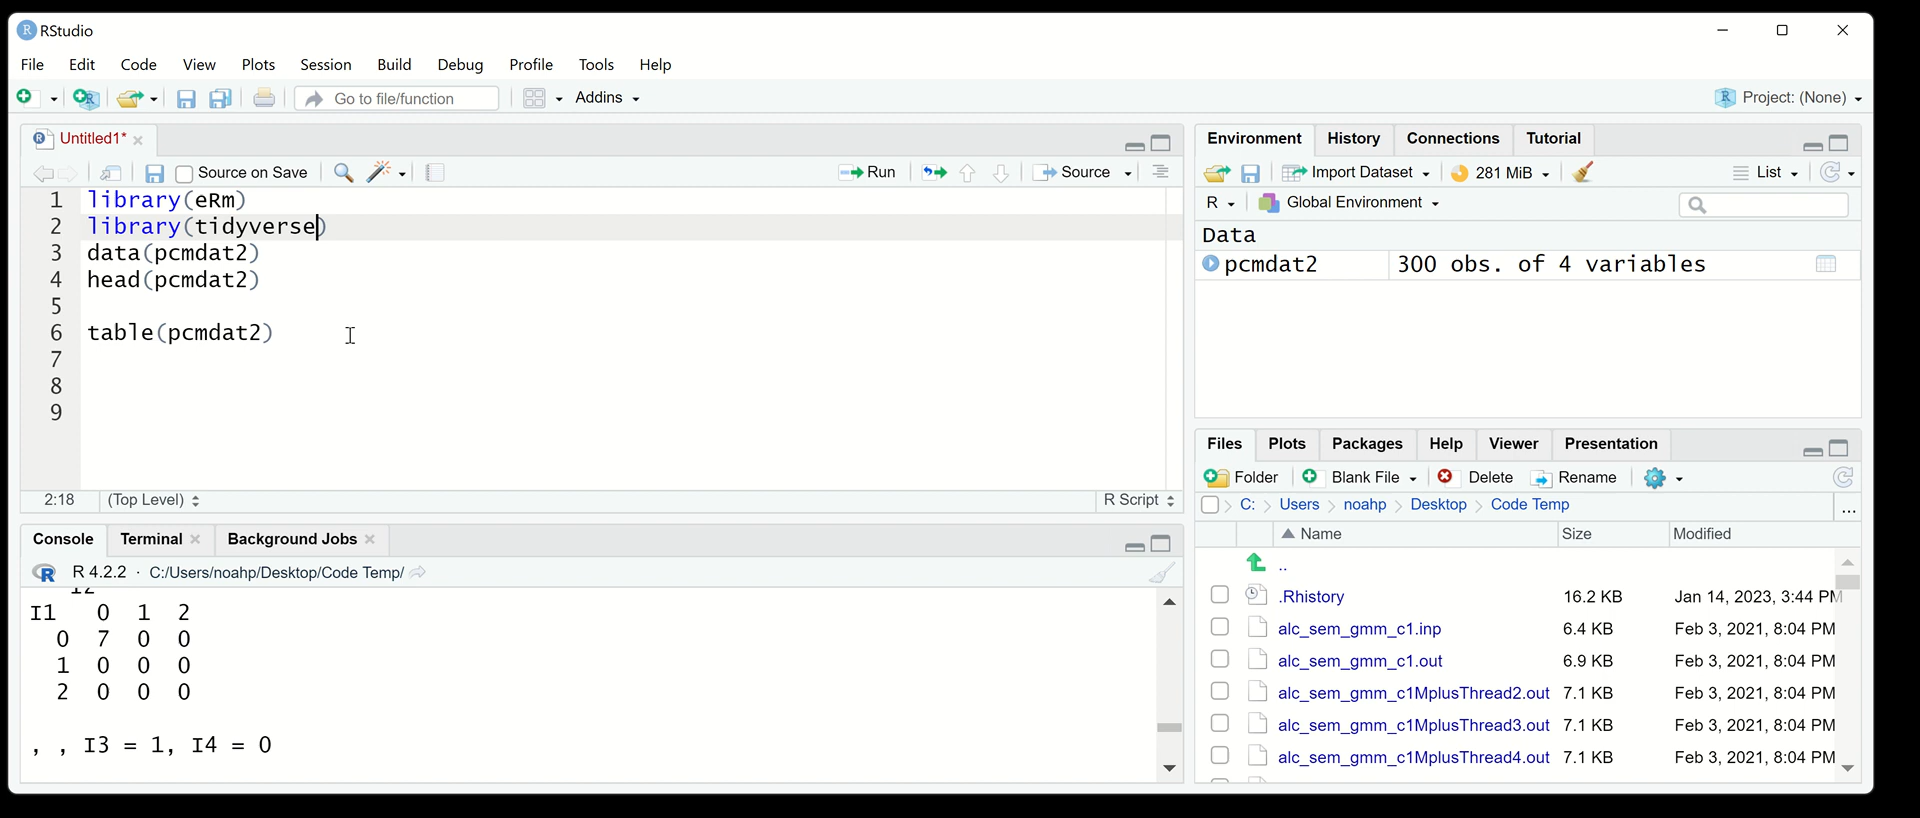 RStudio
File Edit Code View Plots Session Build Debug Profile Tools Help
Go to file/function Addins Project: (None)
Untitled1*
Source on Save Run Source
1 library(eRm)
2 library(tidyverse)
3 data(pcmdat2)
4 head(pcmdat2)
5
6 table(pcmdat2)
7
8
9
2:18 (Top Level) R Script
Console Terminal Background Jobs
R 4.2.2 · C:/Users/noahp/Desktop/Code Temp/
I1 0 1 2
0 7 0 0
1 0 0 0
2 0 0 0
, , I3 = 1, I4 = 0
Environment History Connections Tutorial
Import Dataset 281 MiB List
R Global Environment
Data
pcmdat2 300 obs. of 4 variables
Files Plots Packages Help Viewer Presentation
Folder Blank File Delete Rename
C: Users noahp Desktop Code Temp ...
Name Size Modified
..
.Rhistory 16.2 KB Jan 14, 2023, 3:44 PM
alc_sem_gmm_c1.inp 6.4 KB Feb 3, 2021, 8:04 PM
alc_sem_gmm_c1.out 6.9 KB Feb 3, 2021, 8:04 PM
alc_sem_gmm_c1MplusThread2.out 7.1 KB Feb 3, 2021, 8:04 PM
alc_sem_gmm_c1MplusThread3.out 7.1 KB Feb 3, 2021, 8:04 PM
alc_sem_gmm_c1MplusThread4.out 7.1 KB Feb 3, 2021, 8:04 PM